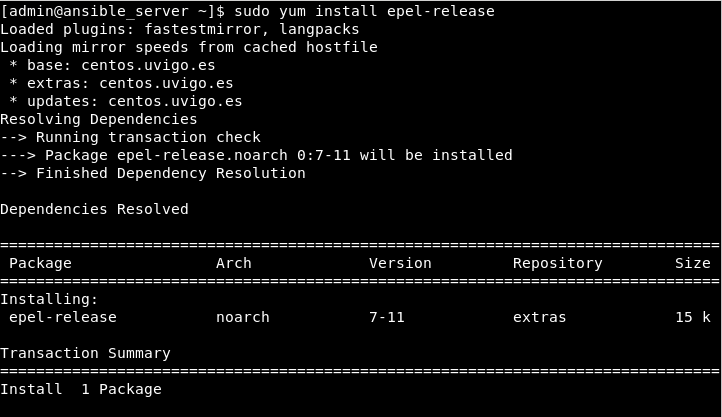 [admin@ansible_server ~]$ sudo yum install epel-release
Loaded plugins: fastestmirror, langpacks
Loading mirror speeds from cached hostfile
 * base: centos.uvigo.es
 * extras: centos.uvigo.es
 * updates: centos.uvigo.es
Resolving Dependencies
--> Running transaction check
---> Package epel-release.noarch 0:7-11 will be installed
--> Finished Dependency Resolution

Dependencies Resolved

================================================================================
 Package                Arch             Version         Repository        Size
================================================================================
Installing:
 epel-release           noarch           7-11            extras            15 k

Transaction Summary
================================================================================
Install  1 Package